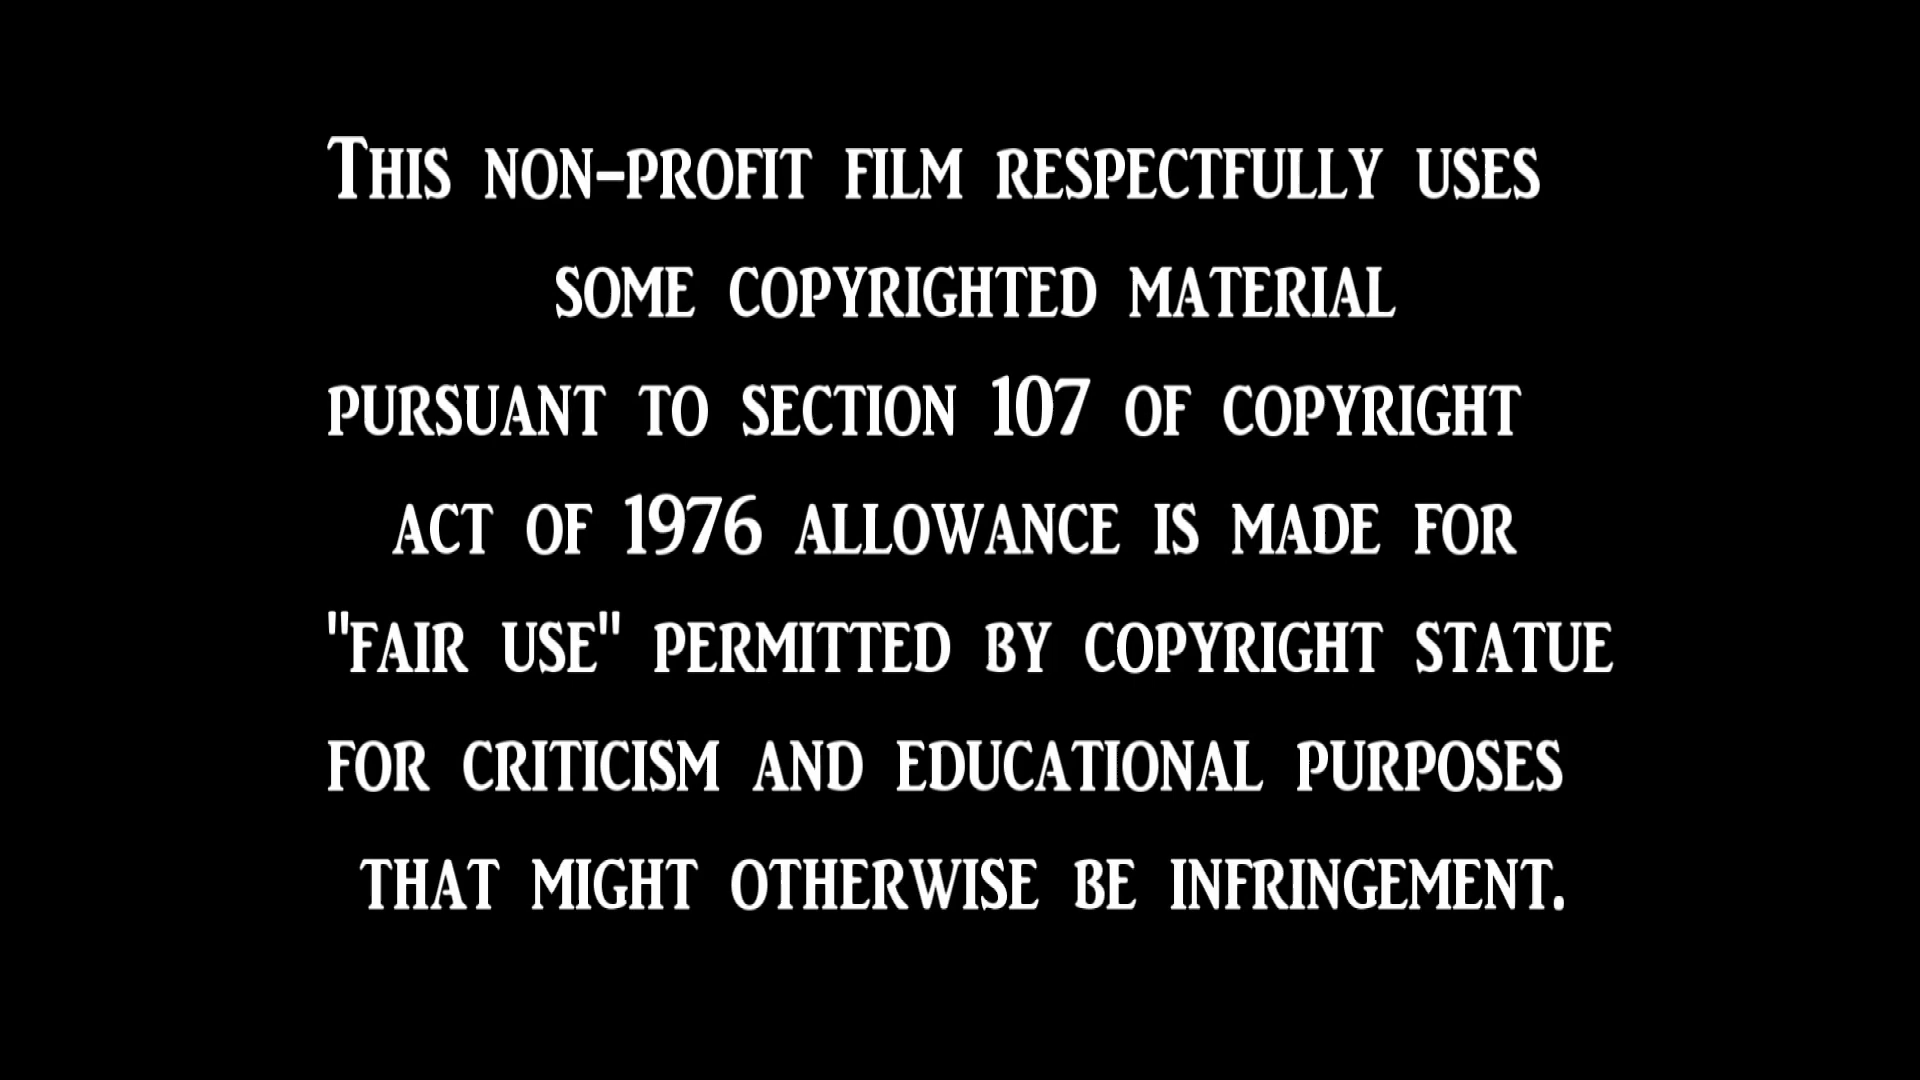 This non-profit film respectfully uses
some copyrighted material
pursuant to section 107 of copyright
act of 1976 allowance is made for
"fair use" permitted by copyright statue
for criticism and educational purposes
that might otherwise be infringement.